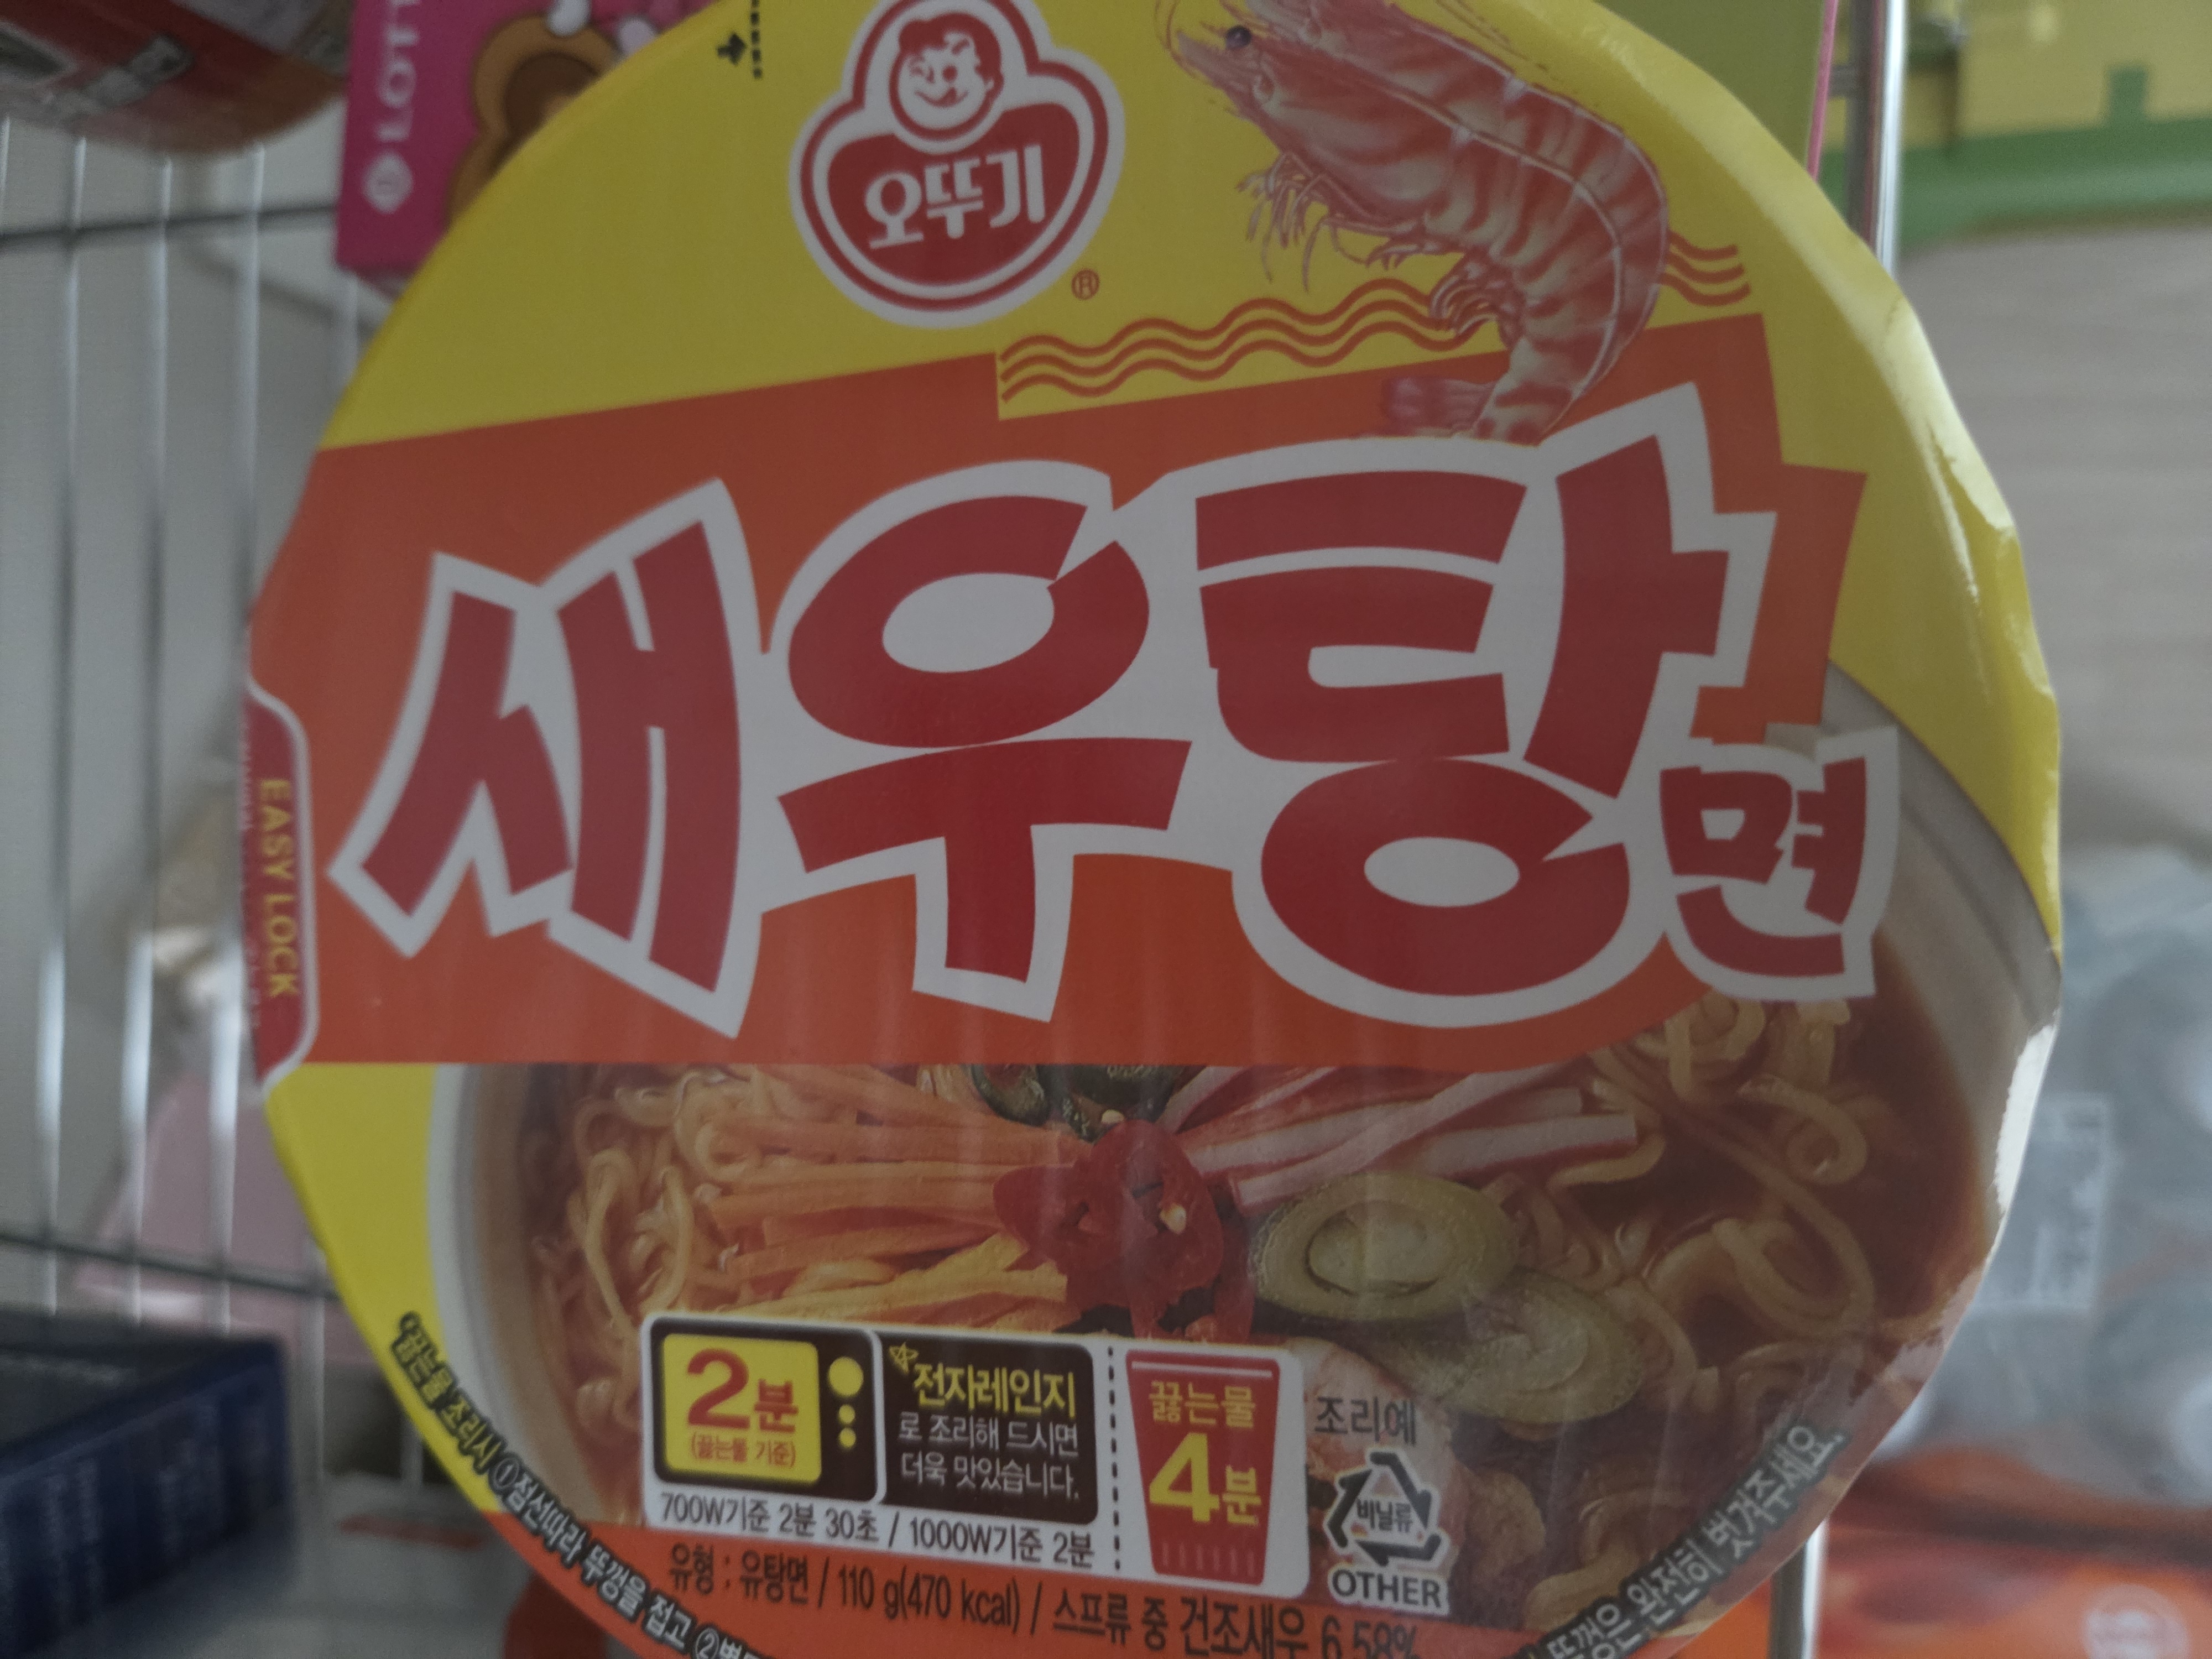 LOTT
오뚜기
®
새우탕면
EASY LOCK
2분
(끓는물 기준)
전자레인지
로 조리해 드시면
더욱 맛있습니다.
끓는물
4분
조리예
비닐류
OTHER
700W기준 2분 30초 / 1000W기준 2분
유형 : 유탕면 / 110 g(470 kcal) / 스프류 중 건조새우 6.58%
끓는물 조리시 ①점선따라 뚜껑을 접고 ②
뚜껑은 완전히 벗겨주세요.